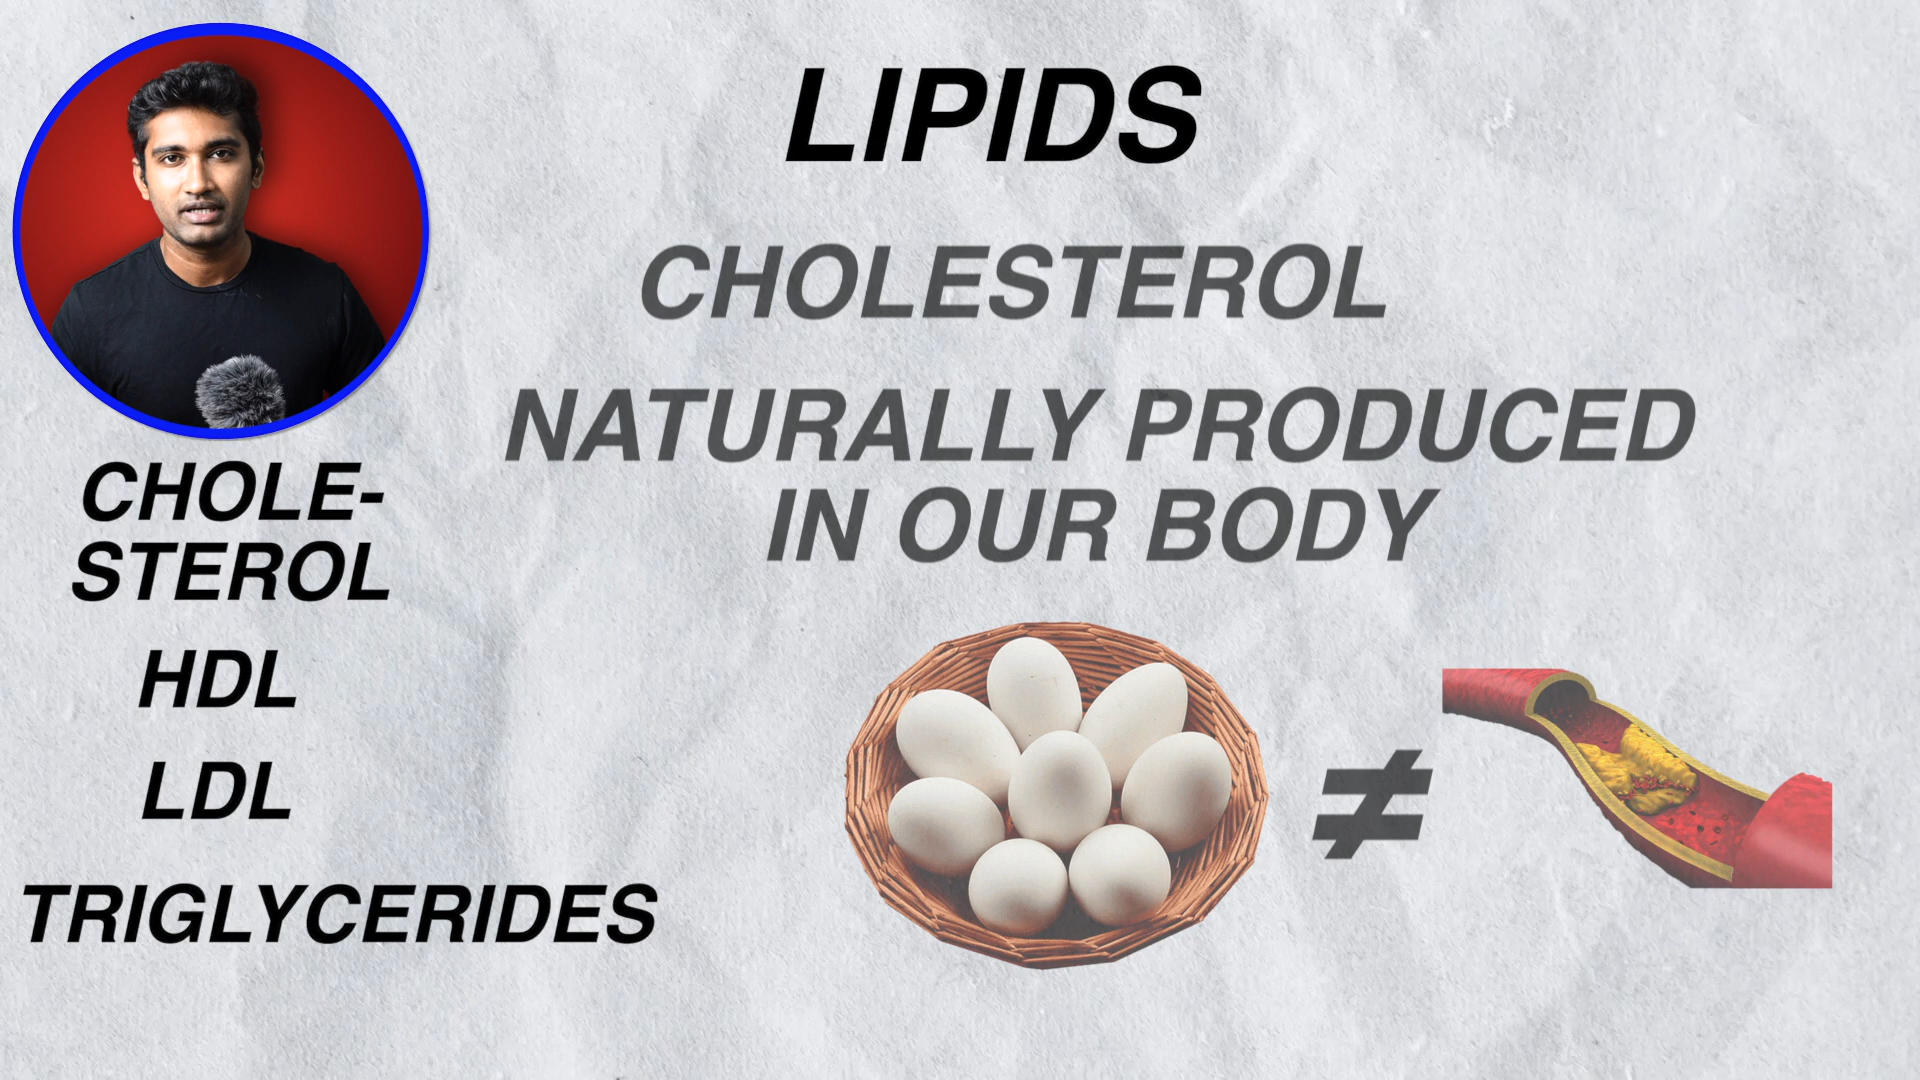 LIPIDS
CHOLESTEROL
NATURALLY PRODUCED
IN OUR BODY
≠
CHOLE-
STEROL
HDL
LDL
TRIGLYCERIDES